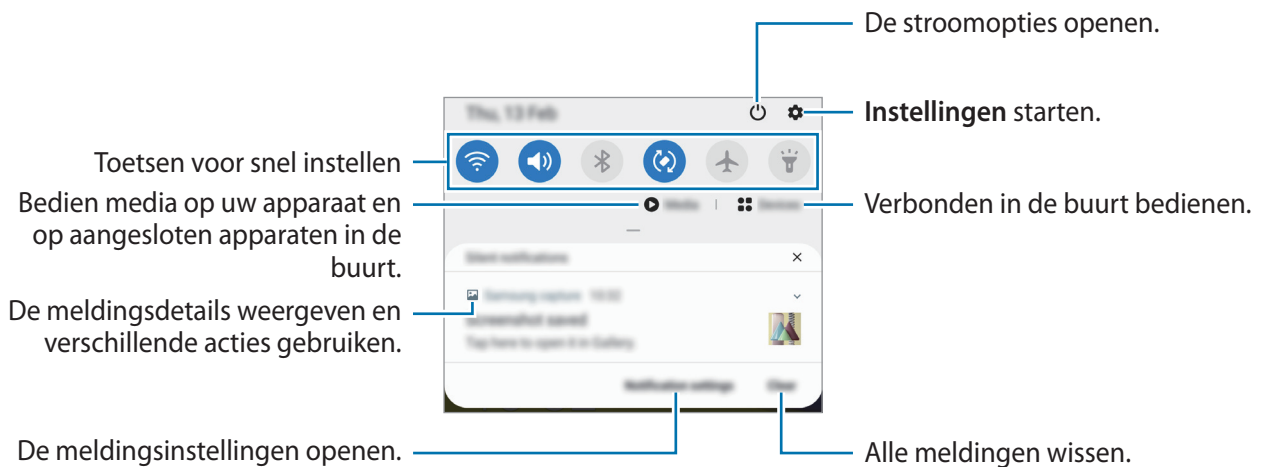 De stroomopties openen.
Thu, 13 Feb
Instellingen starten.
Toetsen voor snel instellen
Bedien media op uw apparaat en
op aangesloten apparaten in de
buurt.
Media
Devices
Verbonden in de buurt bedienen.
Silent notifications
De meldingsdetails weergeven en
verschillende acties gebruiken.
Samsung capture 10:32
Screenshot saved
Tap here to open it in Gallery.
Notification settings
Clear
De meldingsinstellingen openen.
Alle meldingen wissen.